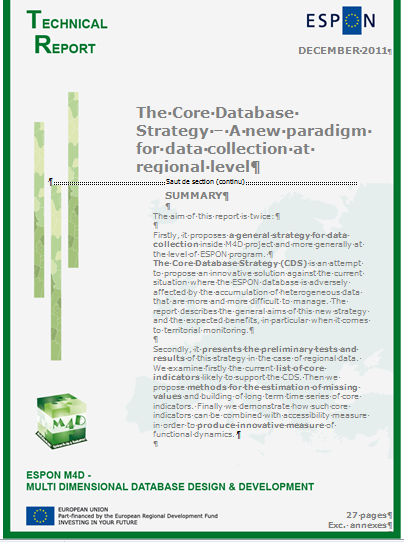 TECHNICAL
REPORT
ESPON
DECEMBER·2011¶
The·Core·Database·
Strategy·–·A·new·paradigm·
for·data·collection·at·
regional·level¶
¶
Saut de section (continu)
SUMMARY¶
¶
The·aim·of·this·report·is·twice:¶
¶
Firstly,·it·proposes·a·general·strategy·for·data·
collection·inside·M4D·project·and·more·generally·at·
the·level·of·ESPON·program.·¶
The·Core·Database·Strategy·(CDS)·is·an·attempt·
to·propose·an·innovative·solution·against·the·current·
situation·where·the·ESPON·database·is·adversely·
affected·by·the·accumulation·of·heterogeneous·data·
that·are·more·and·more·difficult·to·manage.·The·
report·describes·the·general·aims·of·this·new·strategy·
and·the·expected·benefits,·in·particular·when·it·comes·
to·territorial·monitoring.¶
¶
Secondly,·it·presents·the·preliminary·tests·and·
results·of·this·strategy·in·the·case·of·regional·data.·
We·examine·firstly·the·current·list·of·core·
indicators·likely·to·support·the·CDS.·Then·we·
propose·methods·for·the·estimation·of·missing·
values·and·building·of·long·term·time·series·of·core·
indicators.·Finally·we·demonstrate·how·such·core·
indicators·can·be·combined·with·accessibility·measure·
in·order·to·produce·innovative·measure·of·
functional·dynamics.·¶
¶
M4D
ESPON M4D -
MULTI DIMENSIONAL DATABASE DESIGN & DEVELOPMENT
EUROPEAN UNION
Part-financed by the European Regional Development Fund
INVESTING IN YOUR FUTURE
27·pages¶
Exc.·annexes¶